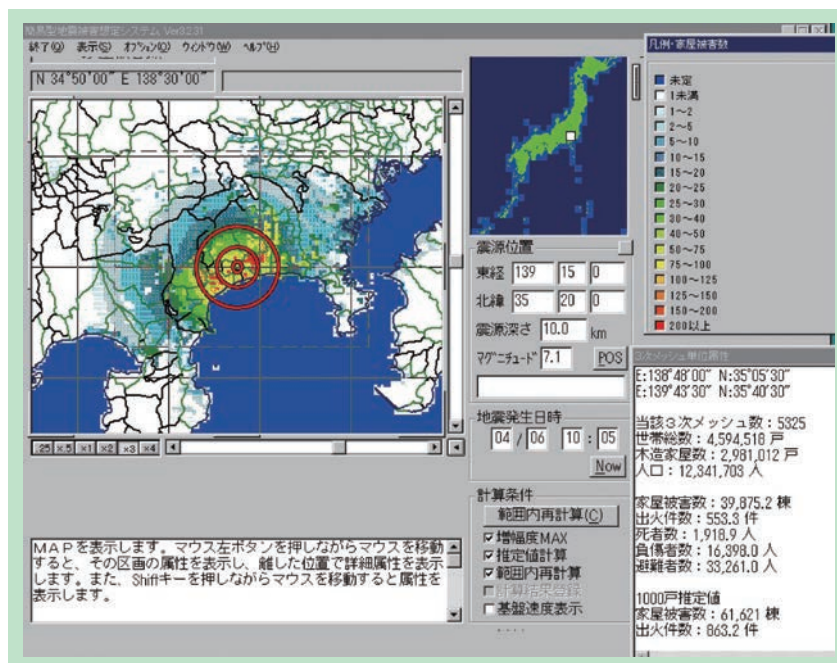 簡易型地震被害想定システム Ver3.2.31
終了(Q) 表示(S) オプション(O) ウィンドウ(W) ヘルプ(H)
N 34°50'00" E 138°30'00"
.25 x.5 x1 x2 x3 x4
MAPを表示します。マウス左ボタンを押しながらマウスを移動
すると、その区画の属性を表示し、離した位置で詳細属性を表示
します。また、Shiftキーを押しながらマウスを移動すると属性を
表示します。
震源位置
東経 139 15 0
北緯 35 20 0
震源深さ 10.0 km
マグニチュード 7.1 POS
地震発生日時
04 / 06 10 : 05
Now
計算条件
範囲内再計算(C)
増幅度MAX
推定値計算
範囲内再計算
計算結果登録
基盤速度表示
凡例・家屋被害数
未定
1未満
1～2
2～5
5～10
10～15
15～20
20～25
25～30
30～40
40～50
50～75
75～100
100～125
125～150
150～200
200以上
3次メッシュ単位属性
E:138°48'00" N:35°05'30"
E:139°43'30" N:35°40'30"
当該3次メッシュ数：5325
世帯総数：4,594,518 戸
木造家屋数：2,981,012 戸
人口：12,341,703 人
家屋被害数：39,875.2 棟
出火件数：553.3 件
死者数：1,918.9 人
負傷者数：16,398.0 人
避難者数：33,261.0 人
1000戸推定値
家屋被害数：61,621 棟
出火件数：863.2 件